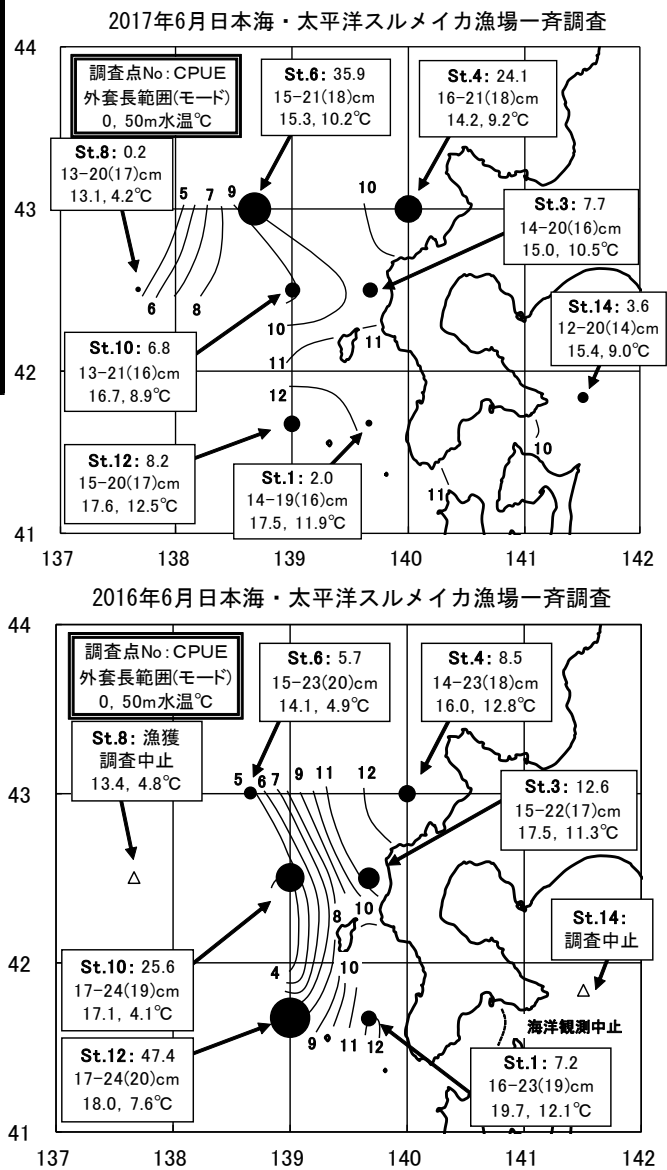 2017年6月日本海・太平洋スルメイカ漁場一斉調査
44
調査点No:CPUE
外套長範囲(モード)
0, 50m水温℃
St.6: 35.9
15-21(18)cm
15.3, 10.2℃
St.4: 24.1
16-21(18)cm
14.2, 9.2℃
St.8: 0.2
13-20(17)cm
13.1, 4.2℃
5
7
9
10
43
St.3: 7.7
14-20(16)cm
15.0, 10.5℃
6
8
10
St.14: 3.6
12-20(14)cm
15.4, 9.0℃
St.10: 6.8
13-21(16)cm
16.7, 8.9℃
11
11
42
12
St.12: 8.2
15-20(17)cm
17.6, 12.5℃
St.1: 2.0
14-19(16)cm
17.5, 11.9℃
10
11
41
137
138
139
140
141
142
2016年6月日本海・太平洋スルメイカ漁場一斉調査
44
調査点No:CPUE
外套長範囲(モード)
0, 50m水温℃
St.6: 5.7
15-23(20)cm
14.1, 4.9℃
St.4: 8.5
14-23(18)cm
16.0, 12.8℃
St.8: 漁獲
調査中止
13.4, 4.8℃
5
6
7
9
11
12
43
St.3: 12.6
15-22(17)cm
17.5, 11.3℃
8
10
St.14:
調査中止
St.10: 25.6
17-24(19)cm
17.1, 4.1℃
4
10
42
海洋観測中止
St.12: 47.4
17-24(20)cm
18.0, 7.6℃
9
11
12
St.1: 7.2
16-23(19)cm
19.7, 12.1℃
41
137
138
139
140
141
142